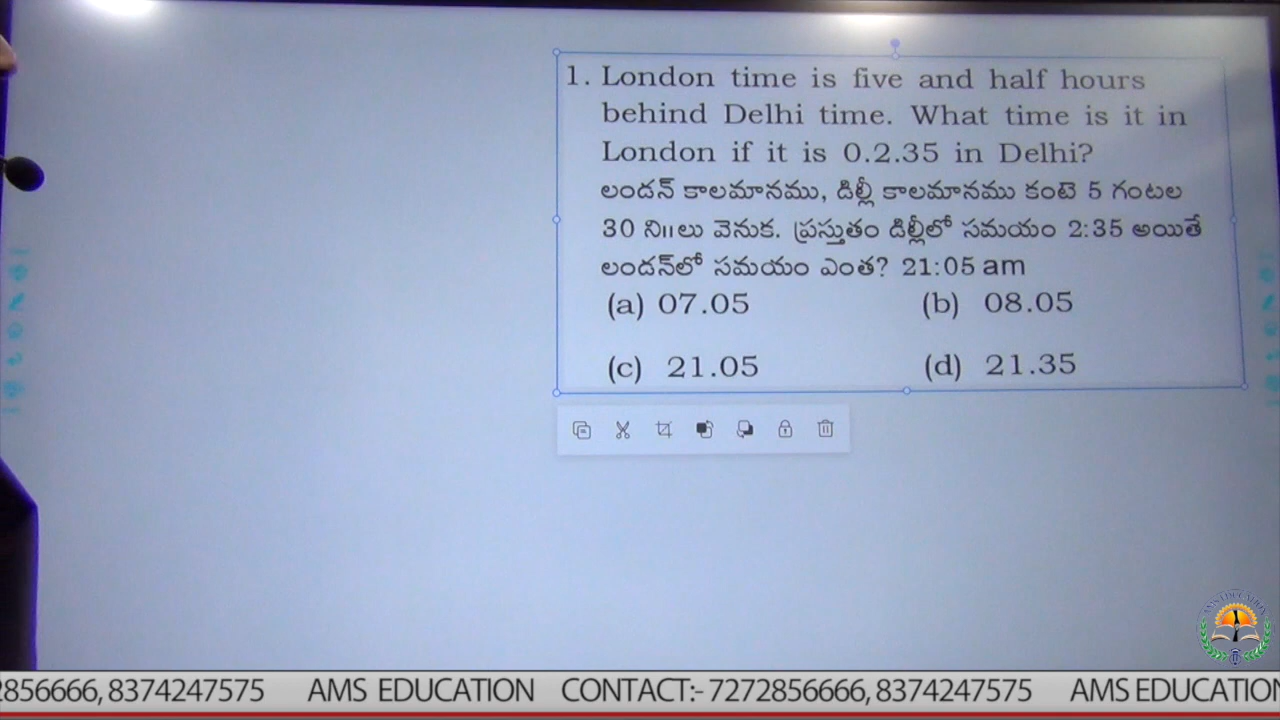 1. London time is five and half hours
behind Delhi time. What time is it in
London if it is 0.2.35 in Delhi?
లండన్ కాలమానము, డిల్లీ కాలమానము కంటె 5 గంటల
30 ని॥లు వెనుక. ప్రస్తుతం డిల్లీలో సమయం 2:35 అయితే
లండన్‌లో సమయం ఎంత? 21:05 am
(a) 07.05 (b) 08.05
(c) 21.05 (d) 21.35
AMS EDUCATION
2856666, 8374247575 AMS EDUCATION CONTACT:- 7272856666, 8374247575 AMS EDUCATION